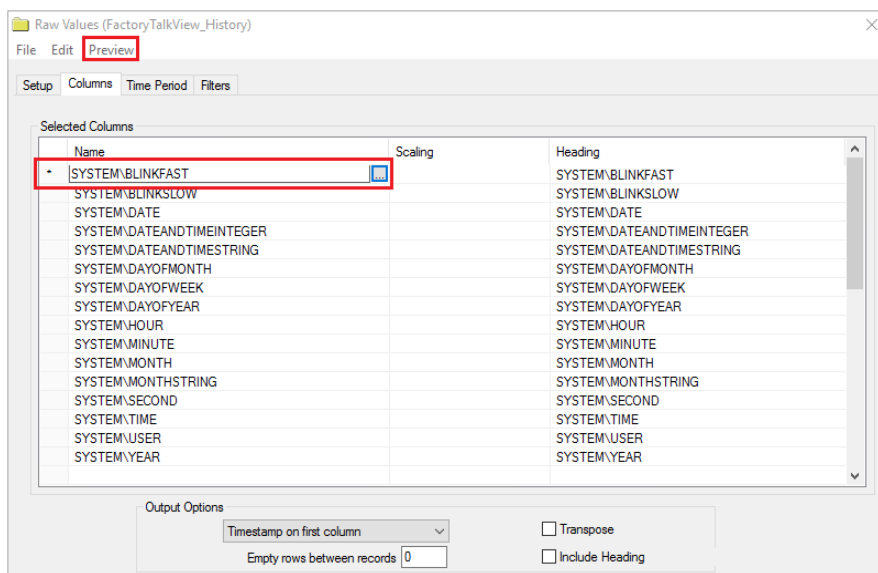 Raw Values (FactoryTalkView_History)
File Edit Preview
Setup Columns Time Period Filters
Selected Columns
Name Scaling Heading
SYSTEM\BLINKFAST ... SYSTEM\BLINKFAST
SYSTEM\BLINKSLOW SYSTEM\BLINKSLOW
SYSTEM\DATE SYSTEM\DATE
SYSTEM\DATEANDTIMEINTEGER SYSTEM\DATEANDTIMEINTEGER
SYSTEM\DATEANDTIMESTRING SYSTEM\DATEANDTIMESTRING
SYSTEM\DAYOFMONTH SYSTEM\DAYOFMONTH
SYSTEM\DAYOFWEEK SYSTEM\DAYOFWEEK
SYSTEM\DAYOFYEAR SYSTEM\DAYOFYEAR
SYSTEM\HOUR SYSTEM\HOUR
SYSTEM\MINUTE SYSTEM\MINUTE
SYSTEM\MONTH SYSTEM\MONTH
SYSTEM\MONTHSTRING SYSTEM\MONTHSTRING
SYSTEM\SECOND SYSTEM\SECOND
SYSTEM\TIME SYSTEM\TIME
SYSTEM\USER SYSTEM\USER
SYSTEM\YEAR SYSTEM\YEAR
Output Options
Timestamp on first column Transpose
Empty rows between records 0 Include Heading